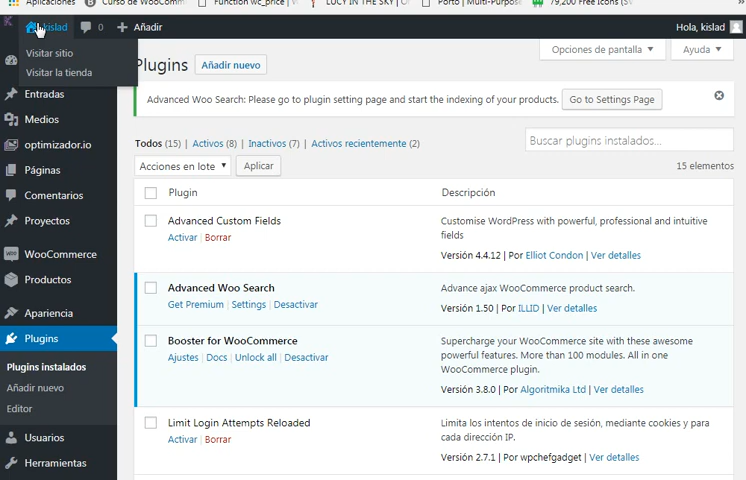 Aplicaciones
Curso de WooComm
Function wc_price (
LUCY IN THE SKY (
Porto | Multipurpos
79,200 Free Icons (SV
kislad
0
Añadir
Hola, kislad
Visitar sitio
Visitar la tienda
Entradas
Medios
optimizador.io
Páginas
Comentarios
Proyectos
WooCommerce
Productos
Apariencia
Plugins
Plugins instalados
Añadir nuevo
Editor
Usuarios
Herramientas
Opciones de pantalla
Ayuda
Plugins
Añadir nuevo
Advanced Woo Search: Please go to plugin setting page and start the indexing of your products.
Go to Settings Page
Todos (15) | Activos (8) | Inactivos (7) | Activos recientemente (2)
Buscar plugins instalados...
Acciones en lote
Aplicar
15 elementos
Plugin
Descripción
Advanced Custom Fields
Activar | Borrar
Customise WordPress with powerful, professional and intuitive
fields
Versión 4.4.12 | Por Elliot Condon | Ver detalles
Advanced Woo Search
Get Premium | Settings | Desactivar
Advance ajax WooCommerce product search.
Versión 1.50 | Por ILLID | Ver detalles
Booster for WooCommerce
Ajustes | Docs | Unlock all | Desactivar
Supercharge your WooCommerce site with these awesome
powerful features. More than 100 modules. All in one
WooCommerce plugin.
Versión 3.8.0 | Por Algoritmika Ltd | Ver detalles
Limit Login Attempts Reloaded
Activar | Borrar
Limita los intentos de inicio de sesión, mediante cookies y para
cada dirección IP.
Versión 2.7.1 | Por wpchefgadget | Ver detalles